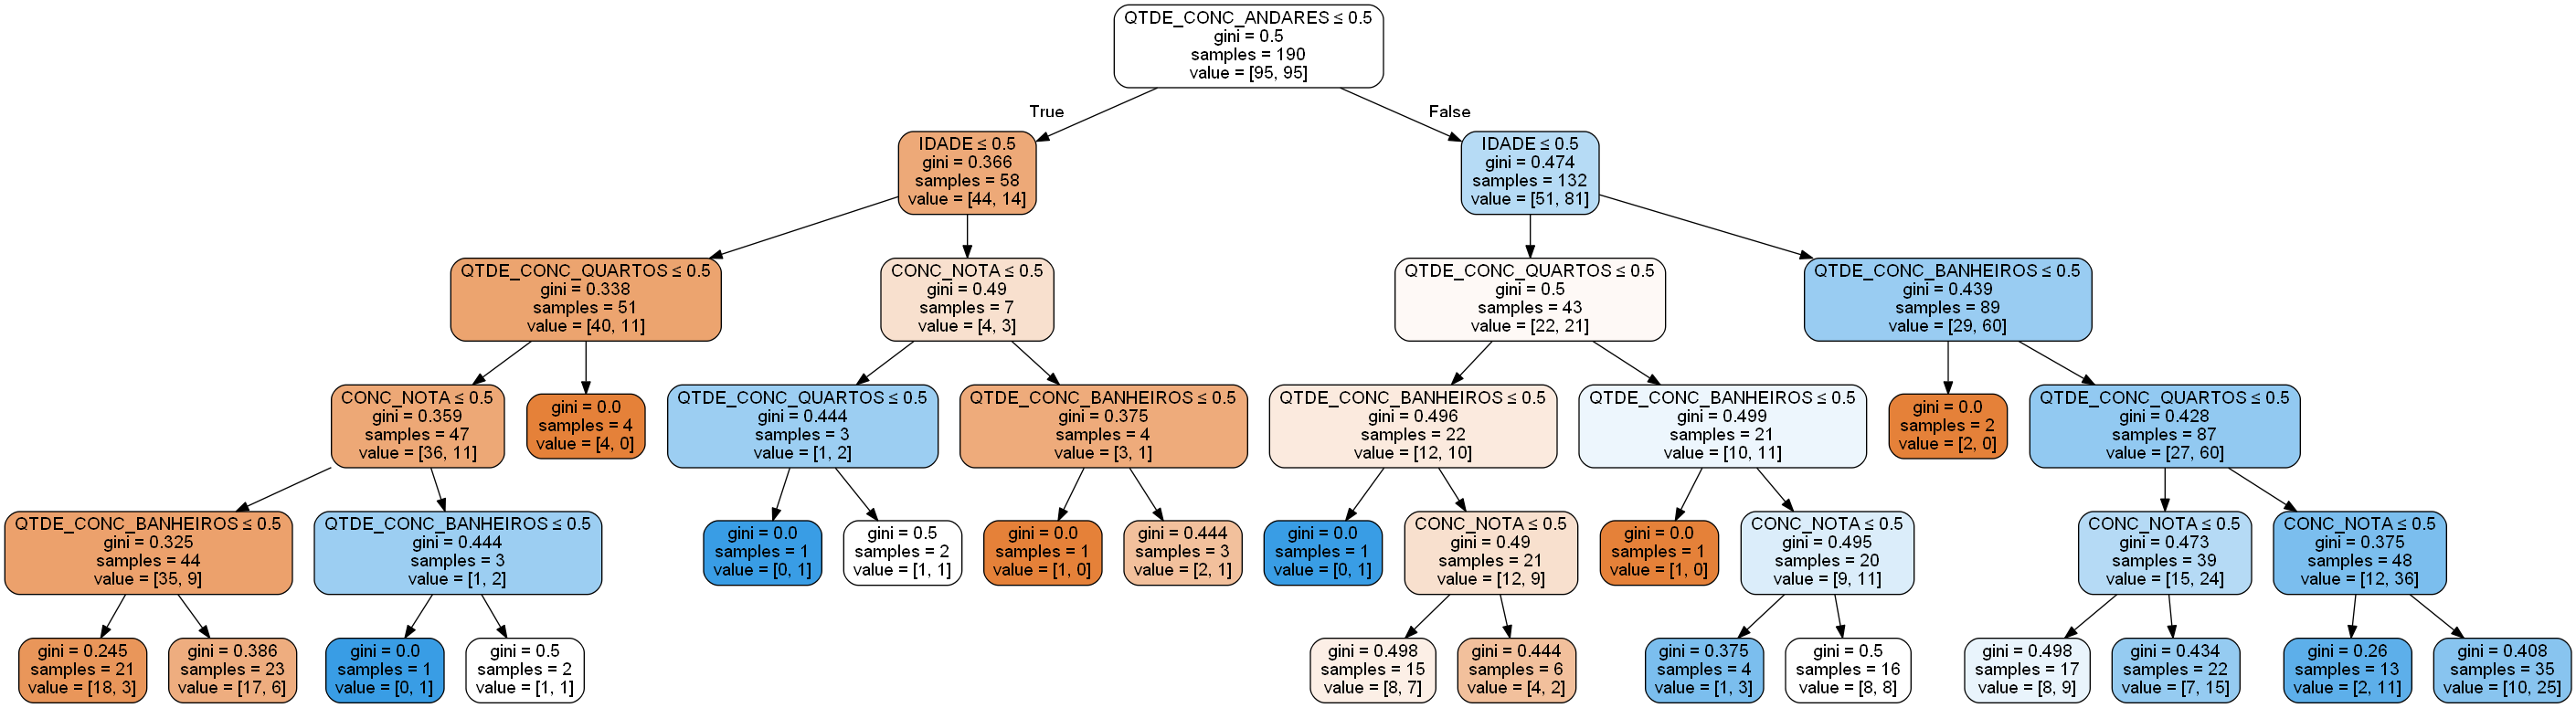 QTDE_CONC_ANDARES ≤ 0.5
gini = 0.5
samples = 190
value = [95, 95]
True
False
IDADE ≤ 0.5
gini = 0.366
samples = 58
value = [44, 14]
IDADE ≤ 0.5
gini = 0.474
samples = 132
value = [51, 81]
QTDE_CONC_QUARTOS ≤ 0.5
gini = 0.338
samples = 51
value = [40, 11]
CONC_NOTA ≤ 0.5
gini = 0.49
samples = 7
value = [4, 3]
QTDE_CONC_QUARTOS ≤ 0.5
gini = 0.5
samples = 43
value = [22, 21]
QTDE_CONC_BANHEIROS ≤ 0.5
gini = 0.439
samples = 89
value = [29, 60]
CONC_NOTA ≤ 0.5
gini = 0.359
samples = 47
value = [36, 11]
gini = 0.0
samples = 4
value = [4, 0]
QTDE_CONC_QUARTOS ≤ 0.5
gini = 0.444
samples = 3
value = [1, 2]
QTDE_CONC_BANHEIROS ≤ 0.5
gini = 0.375
samples = 4
value = [3, 1]
QTDE_CONC_BANHEIROS ≤ 0.5
gini = 0.496
samples = 22
value = [12, 10]
QTDE_CONC_BANHEIROS ≤ 0.5
gini = 0.499
samples = 21
value = [10, 11]
gini = 0.0
samples = 2
value = [2, 0]
QTDE_CONC_QUARTOS ≤ 0.5
gini = 0.428
samples = 87
value = [27, 60]
QTDE_CONC_BANHEIROS ≤ 0.5
gini = 0.325
samples = 44
value = [35, 9]
QTDE_CONC_BANHEIROS ≤ 0.5
gini = 0.444
samples = 3
value = [1, 2]
gini = 0.0
samples = 1
value = [0, 1]
gini = 0.5
samples = 2
value = [1, 1]
gini = 0.0
samples = 1
value = [1, 0]
gini = 0.444
samples = 3
value = [2, 1]
gini = 0.0
samples = 1
value = [0, 1]
CONC_NOTA ≤ 0.5
gini = 0.49
samples = 21
value = [12, 9]
gini = 0.0
samples = 1
value = [1, 0]
CONC_NOTA ≤ 0.5
gini = 0.495
samples = 20
value = [9, 11]
CONC_NOTA ≤ 0.5
gini = 0.473
samples = 39
value = [15, 24]
CONC_NOTA ≤ 0.5
gini = 0.375
samples = 48
value = [12, 36]
gini = 0.245
samples = 21
value = [18, 3]
gini = 0.386
samples = 23
value = [17, 6]
gini = 0.0
samples = 1
value = [0, 1]
gini = 0.5
samples = 2
value = [1, 1]
gini = 0.498
samples = 15
value = [8, 7]
gini = 0.444
samples = 6
value = [4, 2]
gini = 0.375
samples = 4
value = [1, 3]
gini = 0.5
samples = 16
value = [8, 8]
gini = 0.498
samples = 17
value = [8, 9]
gini = 0.434
samples = 22
value = [7, 15]
gini = 0.26
samples = 13
value = [2, 11]
gini = 0.408
samples = 35
value = [10, 25]